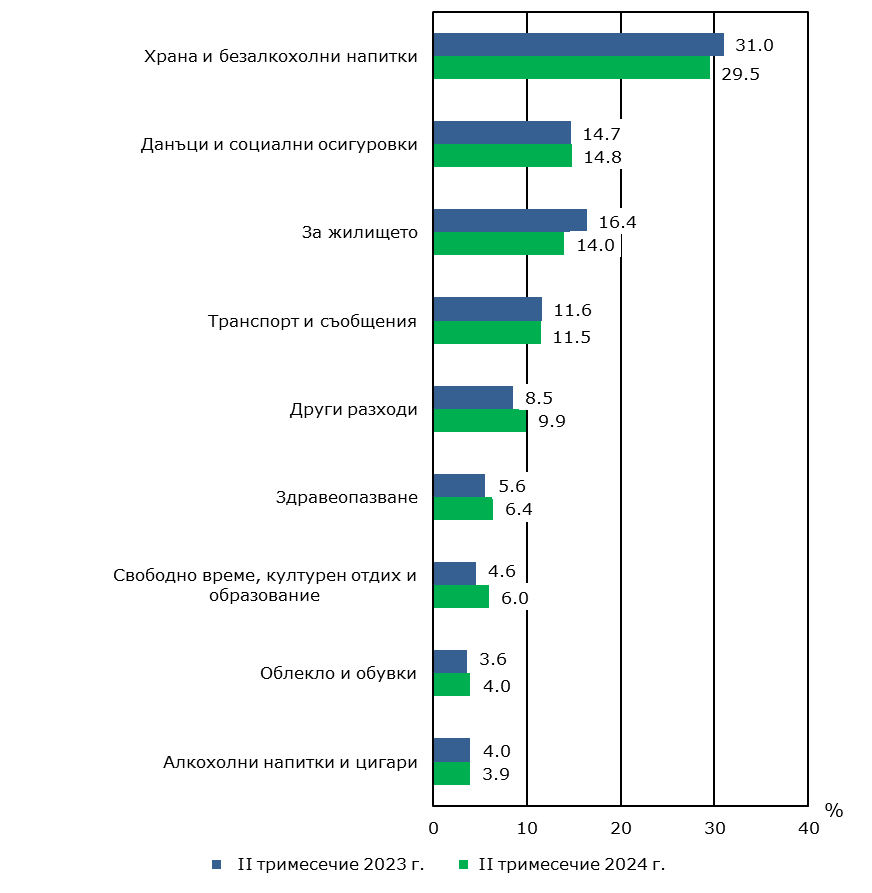 Храна и безалкохолни напитки
31.0
29.5
Данъци и социални осигуровки
14.7
14.8
За жилището
16.4
14.0
Транспорт и съобщения
11.6
11.5
Други разходи
8.5
9.9
Здравеопазване
5.6
6.4
Свободно време, културен отдих и
образование
4.6
6.0
Облекло и обувки
3.6
4.0
Алкохолни напитки и цигари
4.0
3.9
%
0 10 20 30 40
II тримесечие 2023 г. II тримесечие 2024 г.